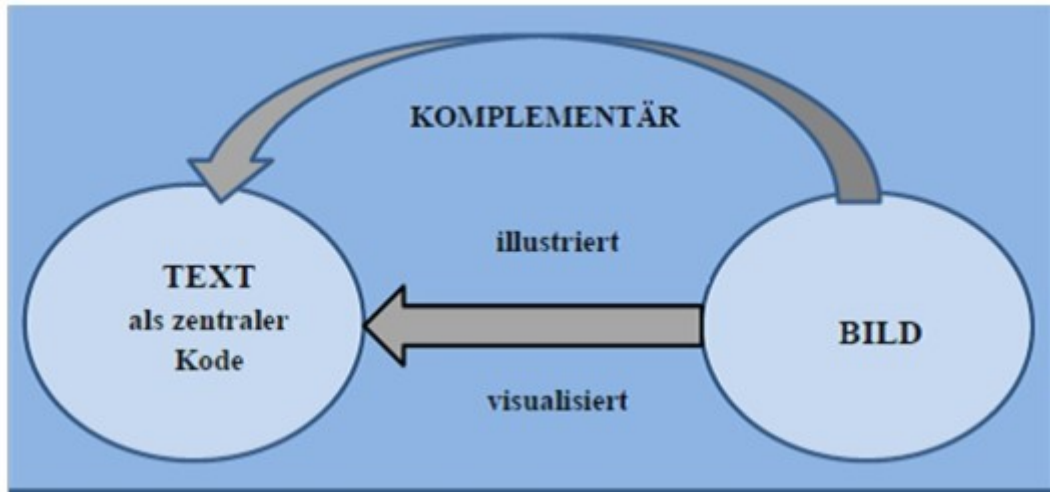 KOMPLEMENTÄR
illustriert
TEXT
als zentraler
Kode
BILD
visualisiert